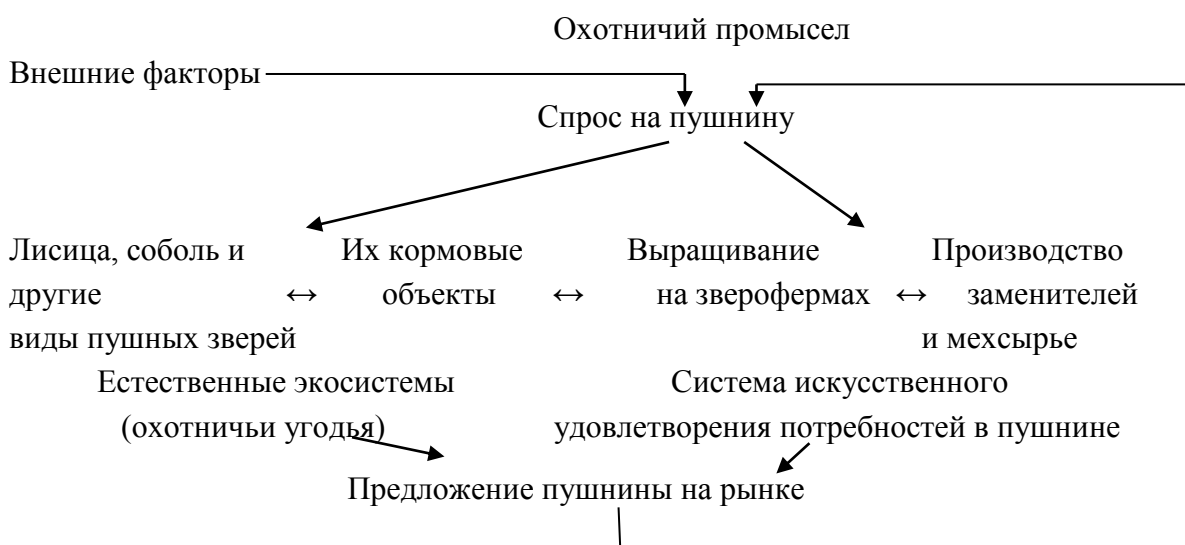 Охотничий промысел
Внешние факторы
Спрос на пушнину
Лисица, соболь и Их кормовые Выращивание Производство
другие ↔ объекты ↔ на зверофермах ↔ заменителей
виды пушных зверей и мехсырье
Естественные экосистемы Система искусственного
(охотничьи угодья) удовлетворения потребностей в пушнине
Предложение пушнины на рынке